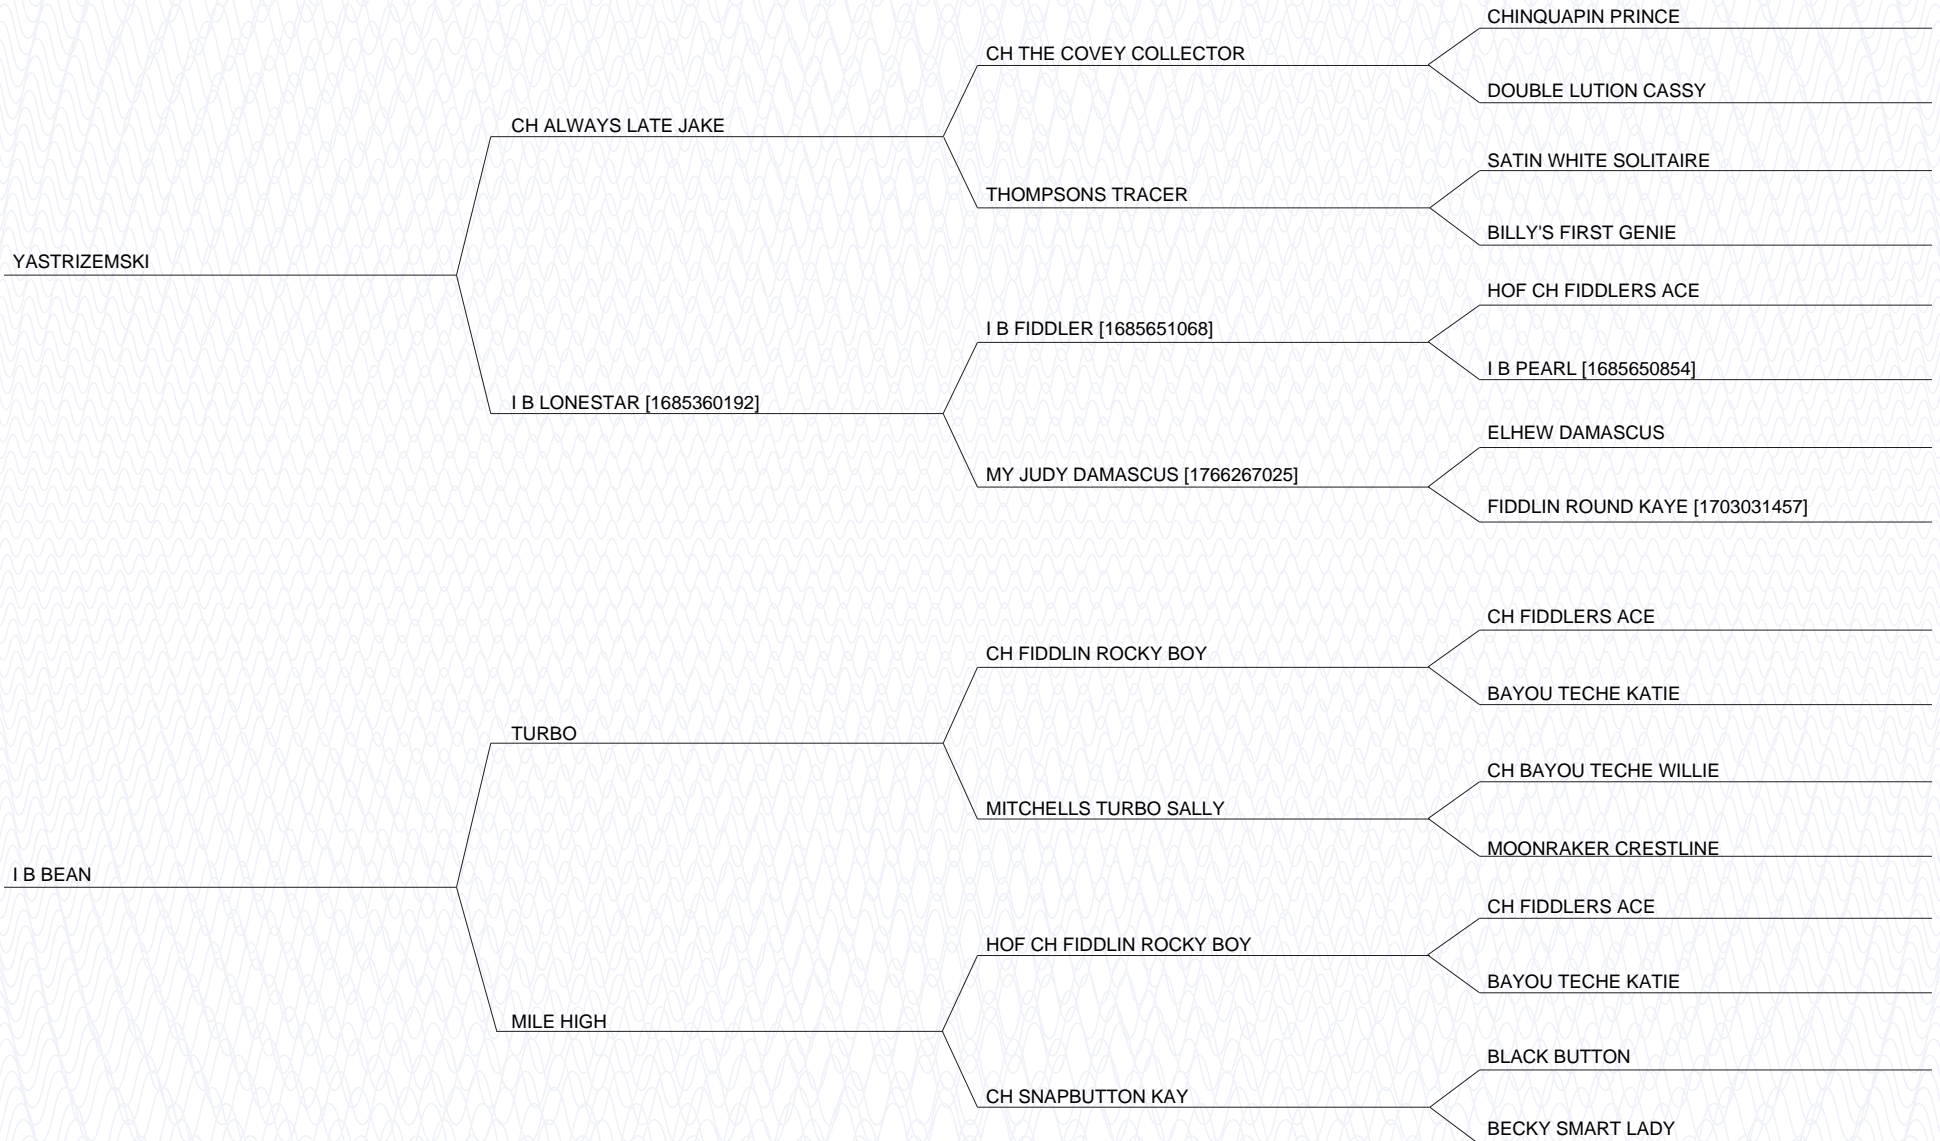 CHINQUAPIN PRINCE
CH THE COVEY COLLECTOR
DOUBLE LUTION CASSY
CH ALWAYS LATE JAKE
SATIN WHITE SOLITAIRE
THOMPSONS TRACER
BILLY'S FIRST GENIE
YASTRIZEMSKI
HOF CH FIDDLERS ACE
I B FIDDLER [1685651068]
I B PEARL [1685650854]
I B LONESTAR [1685360192]
ELHEW DAMASCUS
MY JUDY DAMASCUS [1766267025]
FIDDLIN ROUND KAYE [1703031457]
CH FIDDLERS ACE
CH FIDDLIN ROCKY BOY
BAYOU TECHE KATIE
TURBO
CH BAYOU TECHE WILLIE
MITCHELLS TURBO SALLY
MOONRAKER CRESTLINE
I B BEAN
CH FIDDLERS ACE
HOF CH FIDDLIN ROCKY BOY
BAYOU TECHE KATIE
MILE HIGH
BLACK BUTTON
CH SNAPBUTTON KAY
BECKY SMART LADY